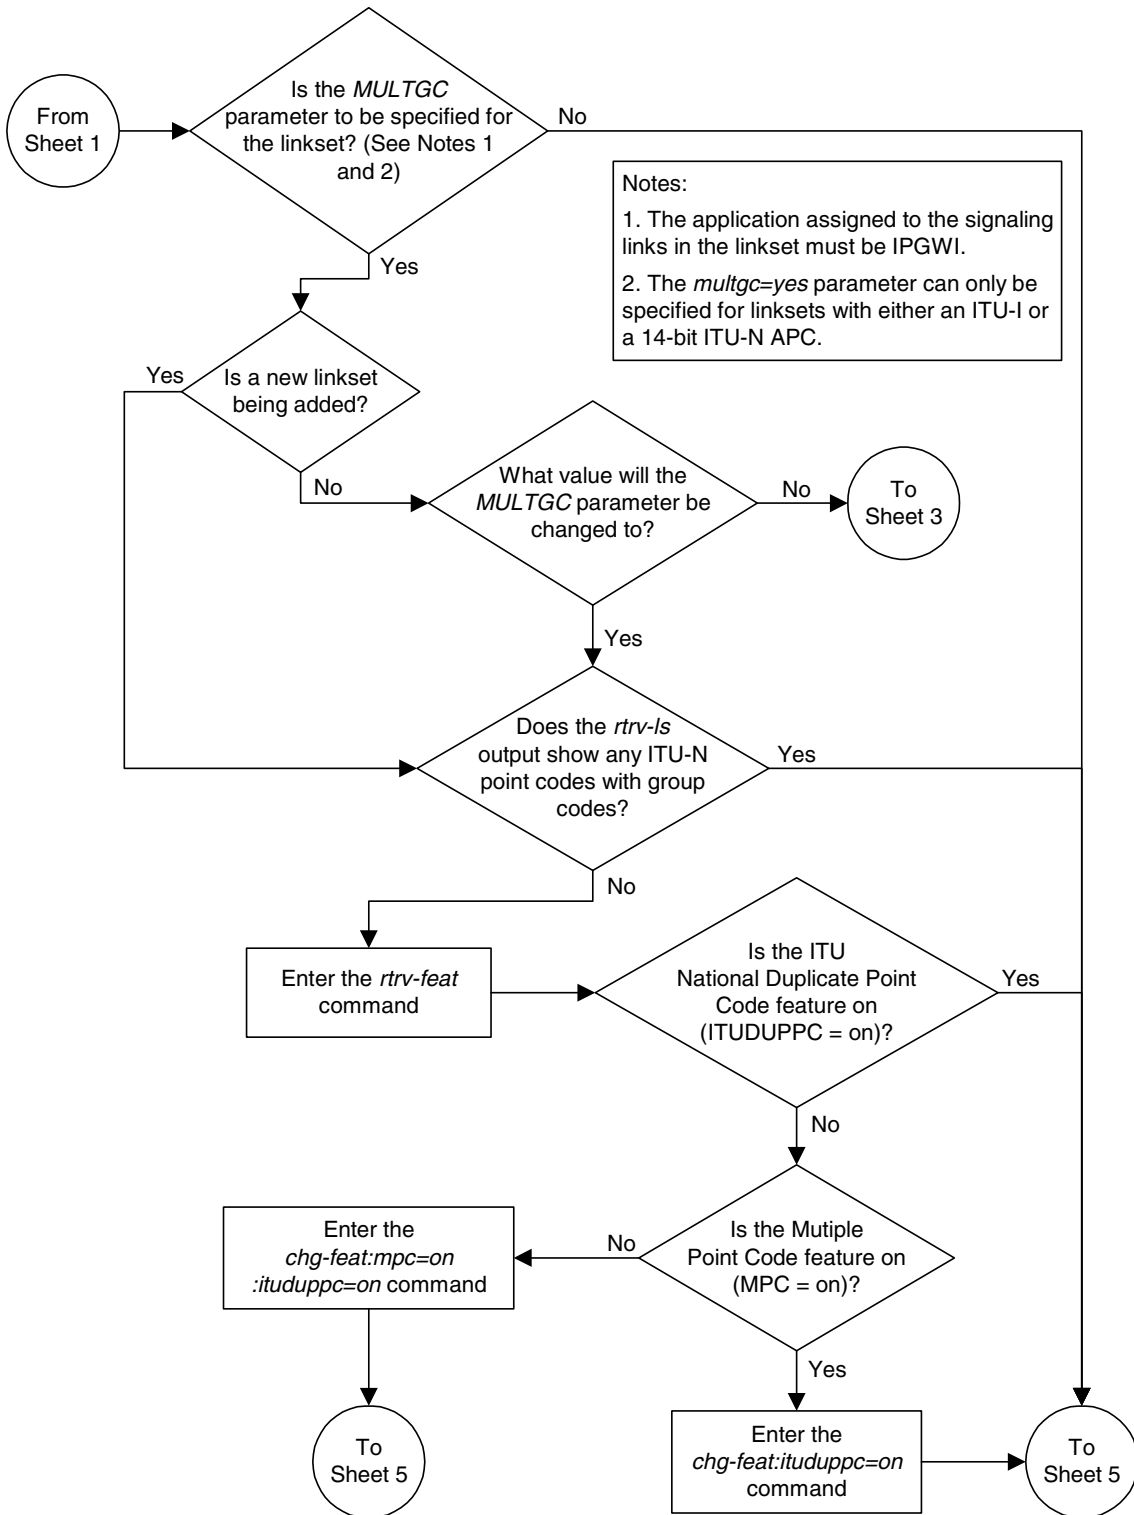 From
Sheet 1
Is the MULTGC
parameter to be specified for
the linkset? (See Notes 1
and 2)
No
Yes
Notes:
1. The application assigned to the signaling
links in the linkset must be IPGWI.
2. The multgc=yes parameter can only be
specified for linksets with either an ITU-I or
a 14-bit ITU-N APC.
Is a new linkset
being added?
Yes
No
What value will the
MULTGC parameter be
changed to?
No
To
Sheet 3
Yes
Does the rtrv-ls
output show any ITU-N
point codes with group
codes?
Yes
No
Enter the rtrv-feat
command
Is the ITU
National Duplicate Point
Code feature on
(ITUDUPPC = on)?
Yes
No
Is the Mutiple
Point Code feature on
(MPC = on)?
No
Enter the
chg-feat:mpc=on
:ituduppc=on command
Yes
To
Sheet 5
Enter the
chg-feat:ituduppc=on
command
To
Sheet 5